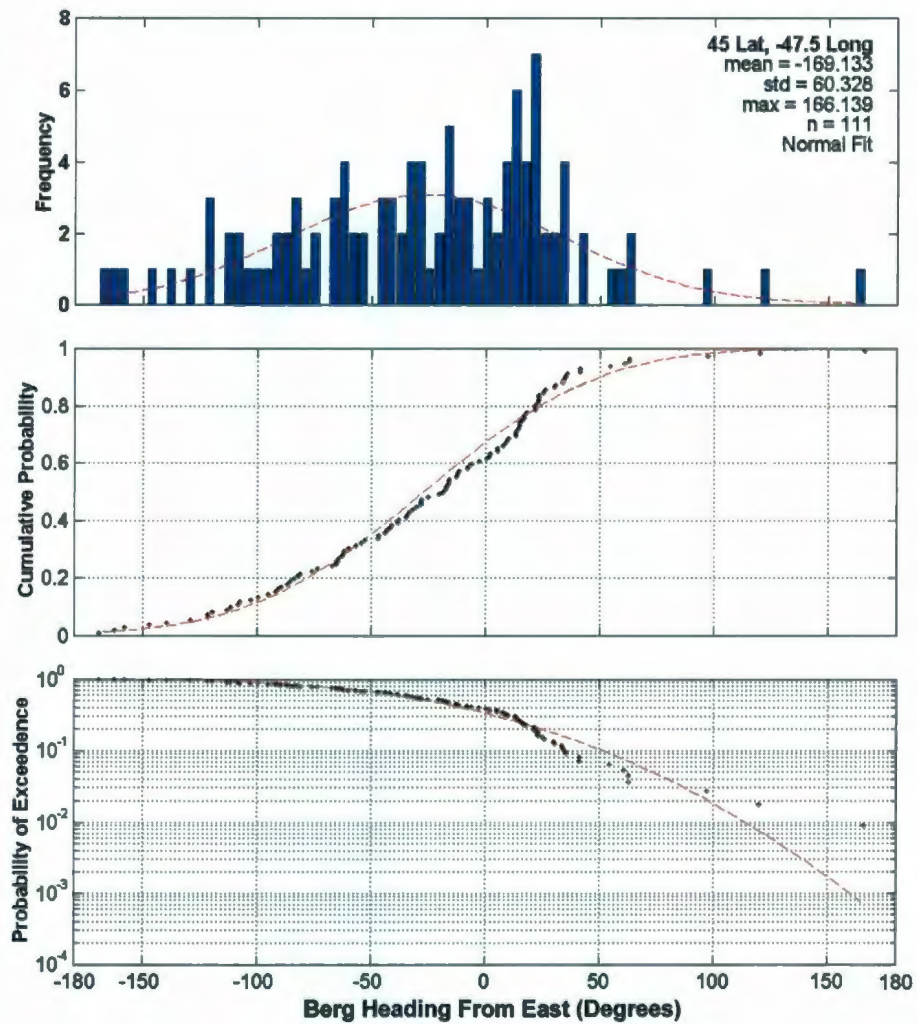 8
6
4
2
0
Frequency
45 Lat, -47.5 Long
mean = -169.133
std = 60.328
max = 166.139
n = 111
Normal Fit
1
0.8
0.6
0.4
0.2
0
Cumulative Probability
10^0
10^-1
10^-2
10^-3
10^-4
Probability of Exceedence
-180 -150 -100 -50 0 50 100 150 180
Berg Heading From East (Degrees)